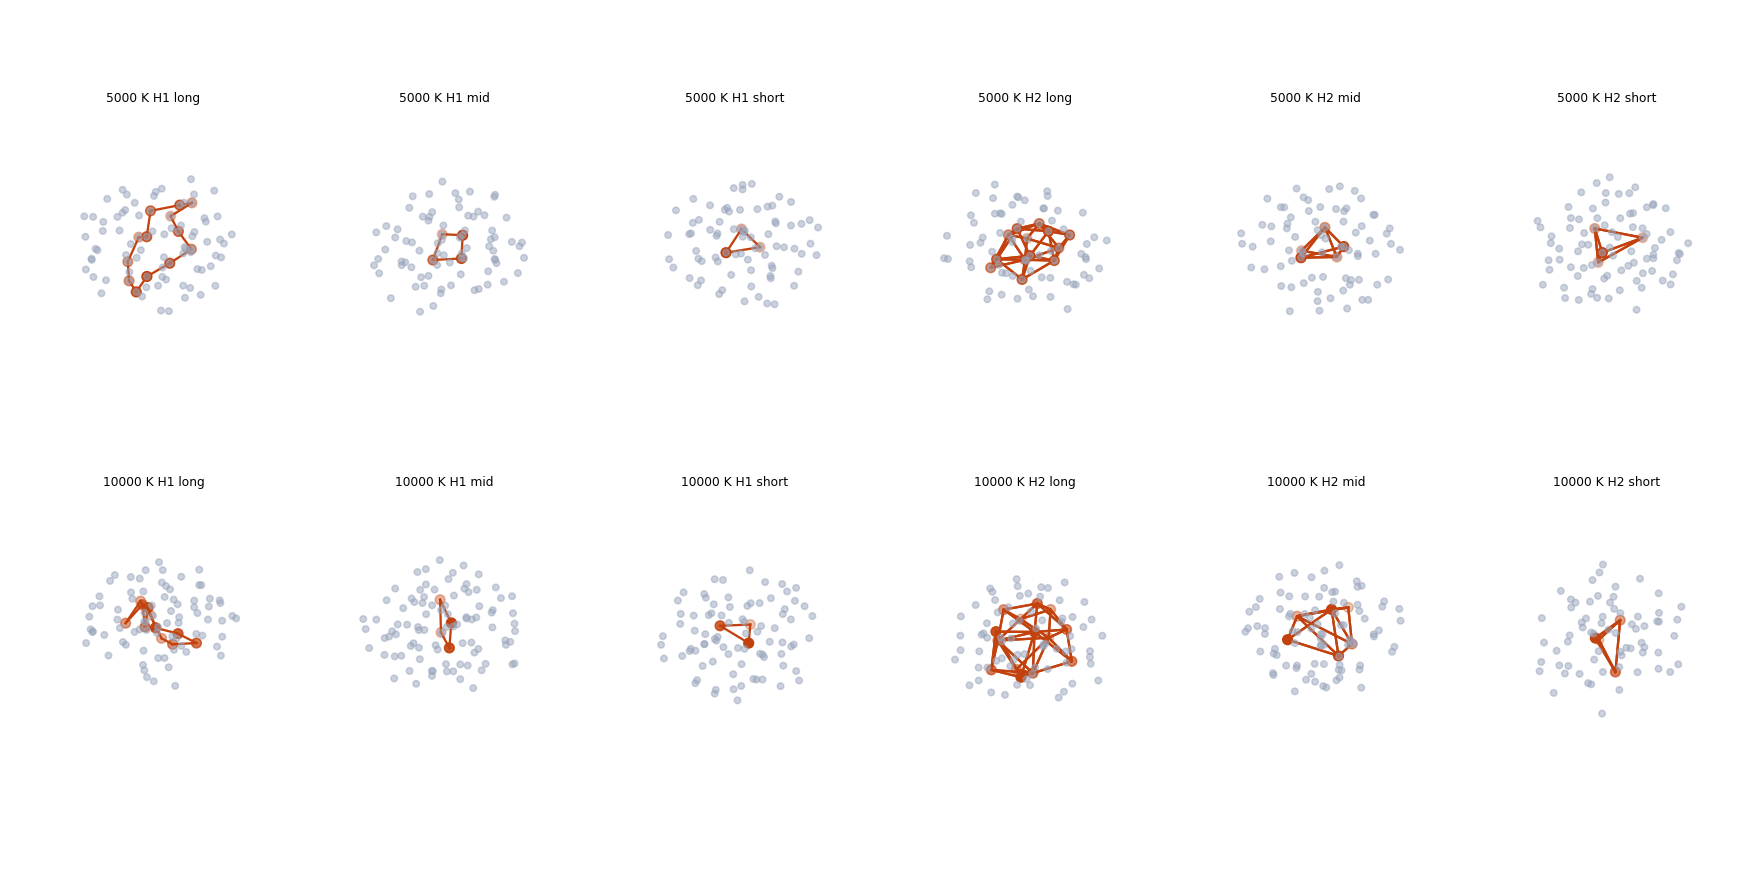 5000 K H1 long
5000 K H1 mid
5000 K H1 short
5000 K H2 long
5000 K H2 mid
5000 K H2 short
10000 K H1 long
10000 K H1 mid
10000 K H1 short
10000 K H2 long
10000 K H2 mid
10000 K H2 short